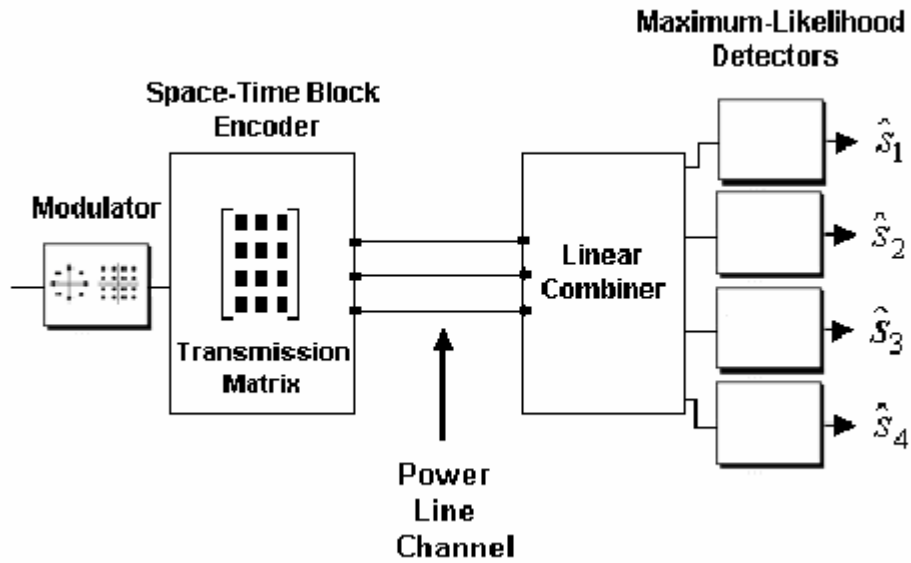 Maximum-Likelihood
Detectors
Space-Time Block
Encoder
Modulator
Transmission
Matrix
Linear
Combiner
ŝ1
ŝ2
ŝ3
ŝ4
Power
Line
Channel